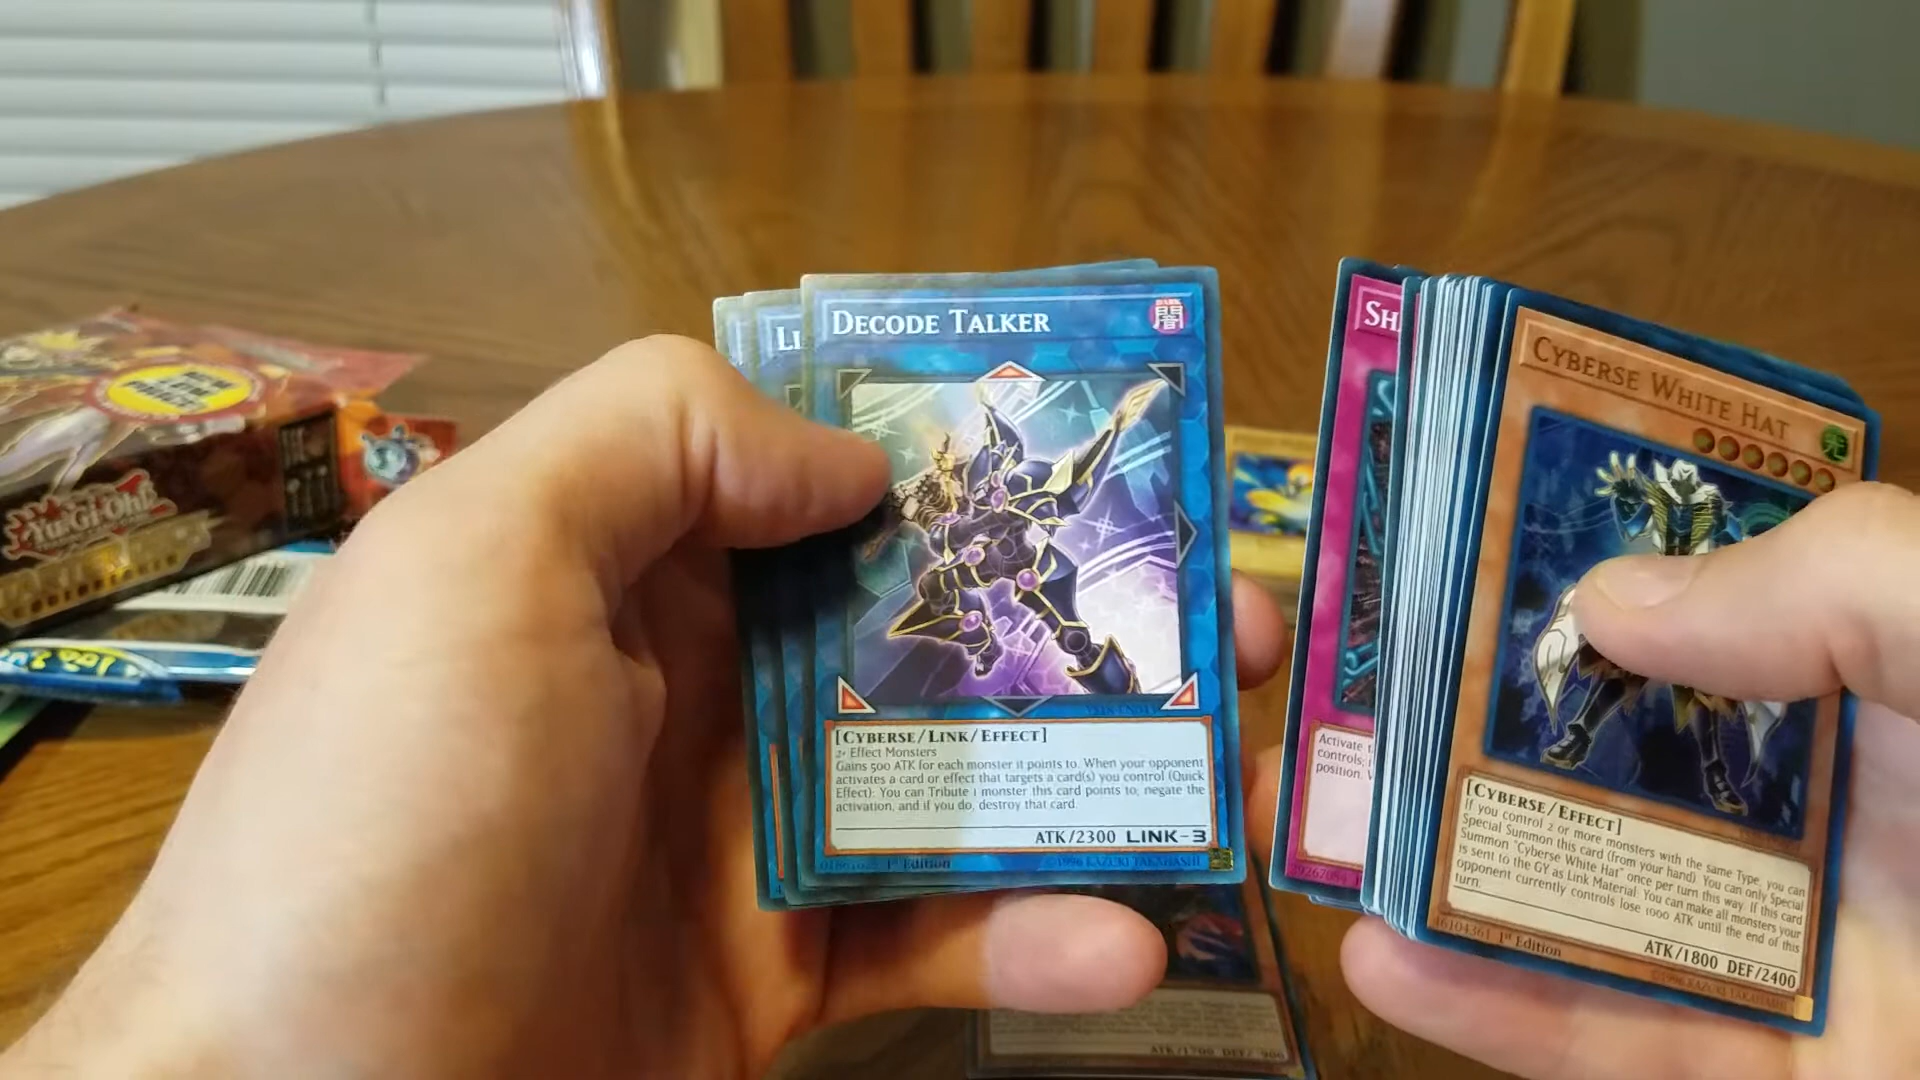 Yu-Gi-Oh!
LI
DECODE TALKER
DARK
闇
[CYBERSE/LINK/EFFECT]
2+ Effect Monsters
Gains 500 ATK for each monster it points to. When your opponent
activates a card or effect that targets a card(s) you control (Quick
Effect): You can Tribute 1 monster this card points to; negate the
activation, and if you do, destroy that card.
ATK/2300 LINK-3
1st Edition
©1996 KAZUKI TAKAHASHI
ATK/1700 DEF/ 900
SH
Activate
controls;
position.
CYBERSE WHITE HAT
光
[CYBERSE/EFFECT]
If you control 2 or more monsters with the same Type, you can
Special Summon this card (from your hand). You can only Special
Summon "Cyberse White Hat" once per turn this way. If this card
is sent to the GY as Link Material: You can make all monsters your
opponent currently controls lose 1000 ATK until the end of this
turn.
ATK/1800 DEF/2400
46104361 1st Edition
©1996 KAZUKI TAKAHASHI